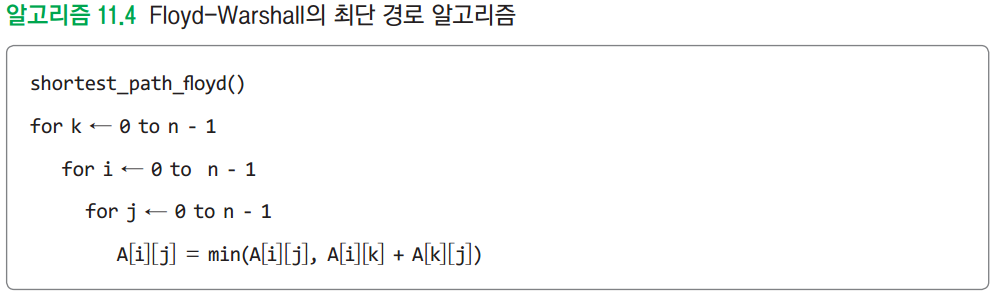 알고리즘 11.4 Floyd-Warshall의 최단 경로 알고리즘
shortest_path_floyd()
for k ← 0 to n - 1
for i ← 0 to n - 1
for j ← 0 to n - 1
A[i][j] = min(A[i][j], A[i][k] + A[k][j])